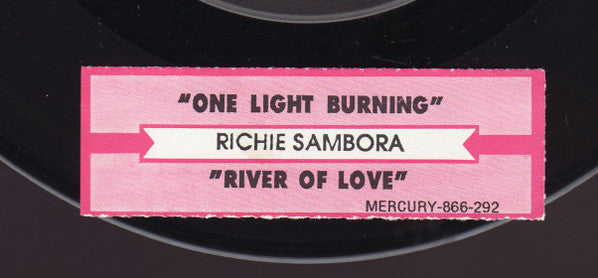 "ONE LIGHT BURNING"
RICHIE SAMBORA
"RIVER OF LOVE"
MERCURY-866-292